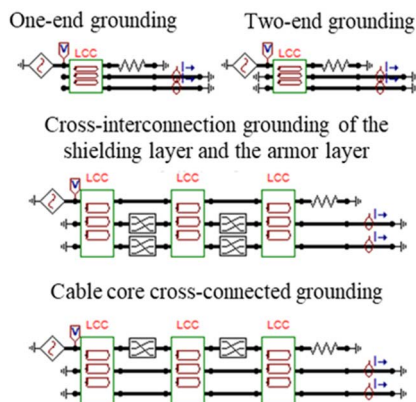 One-end grounding
Two-end grounding
V LCC I
V LCC I
I
Cross-interconnection grounding of the
shielding layer and the armor layer
LCC LCC LCC
V
I
I
Cable core cross-connected grounding
LCC LCC LCC
V
I
I